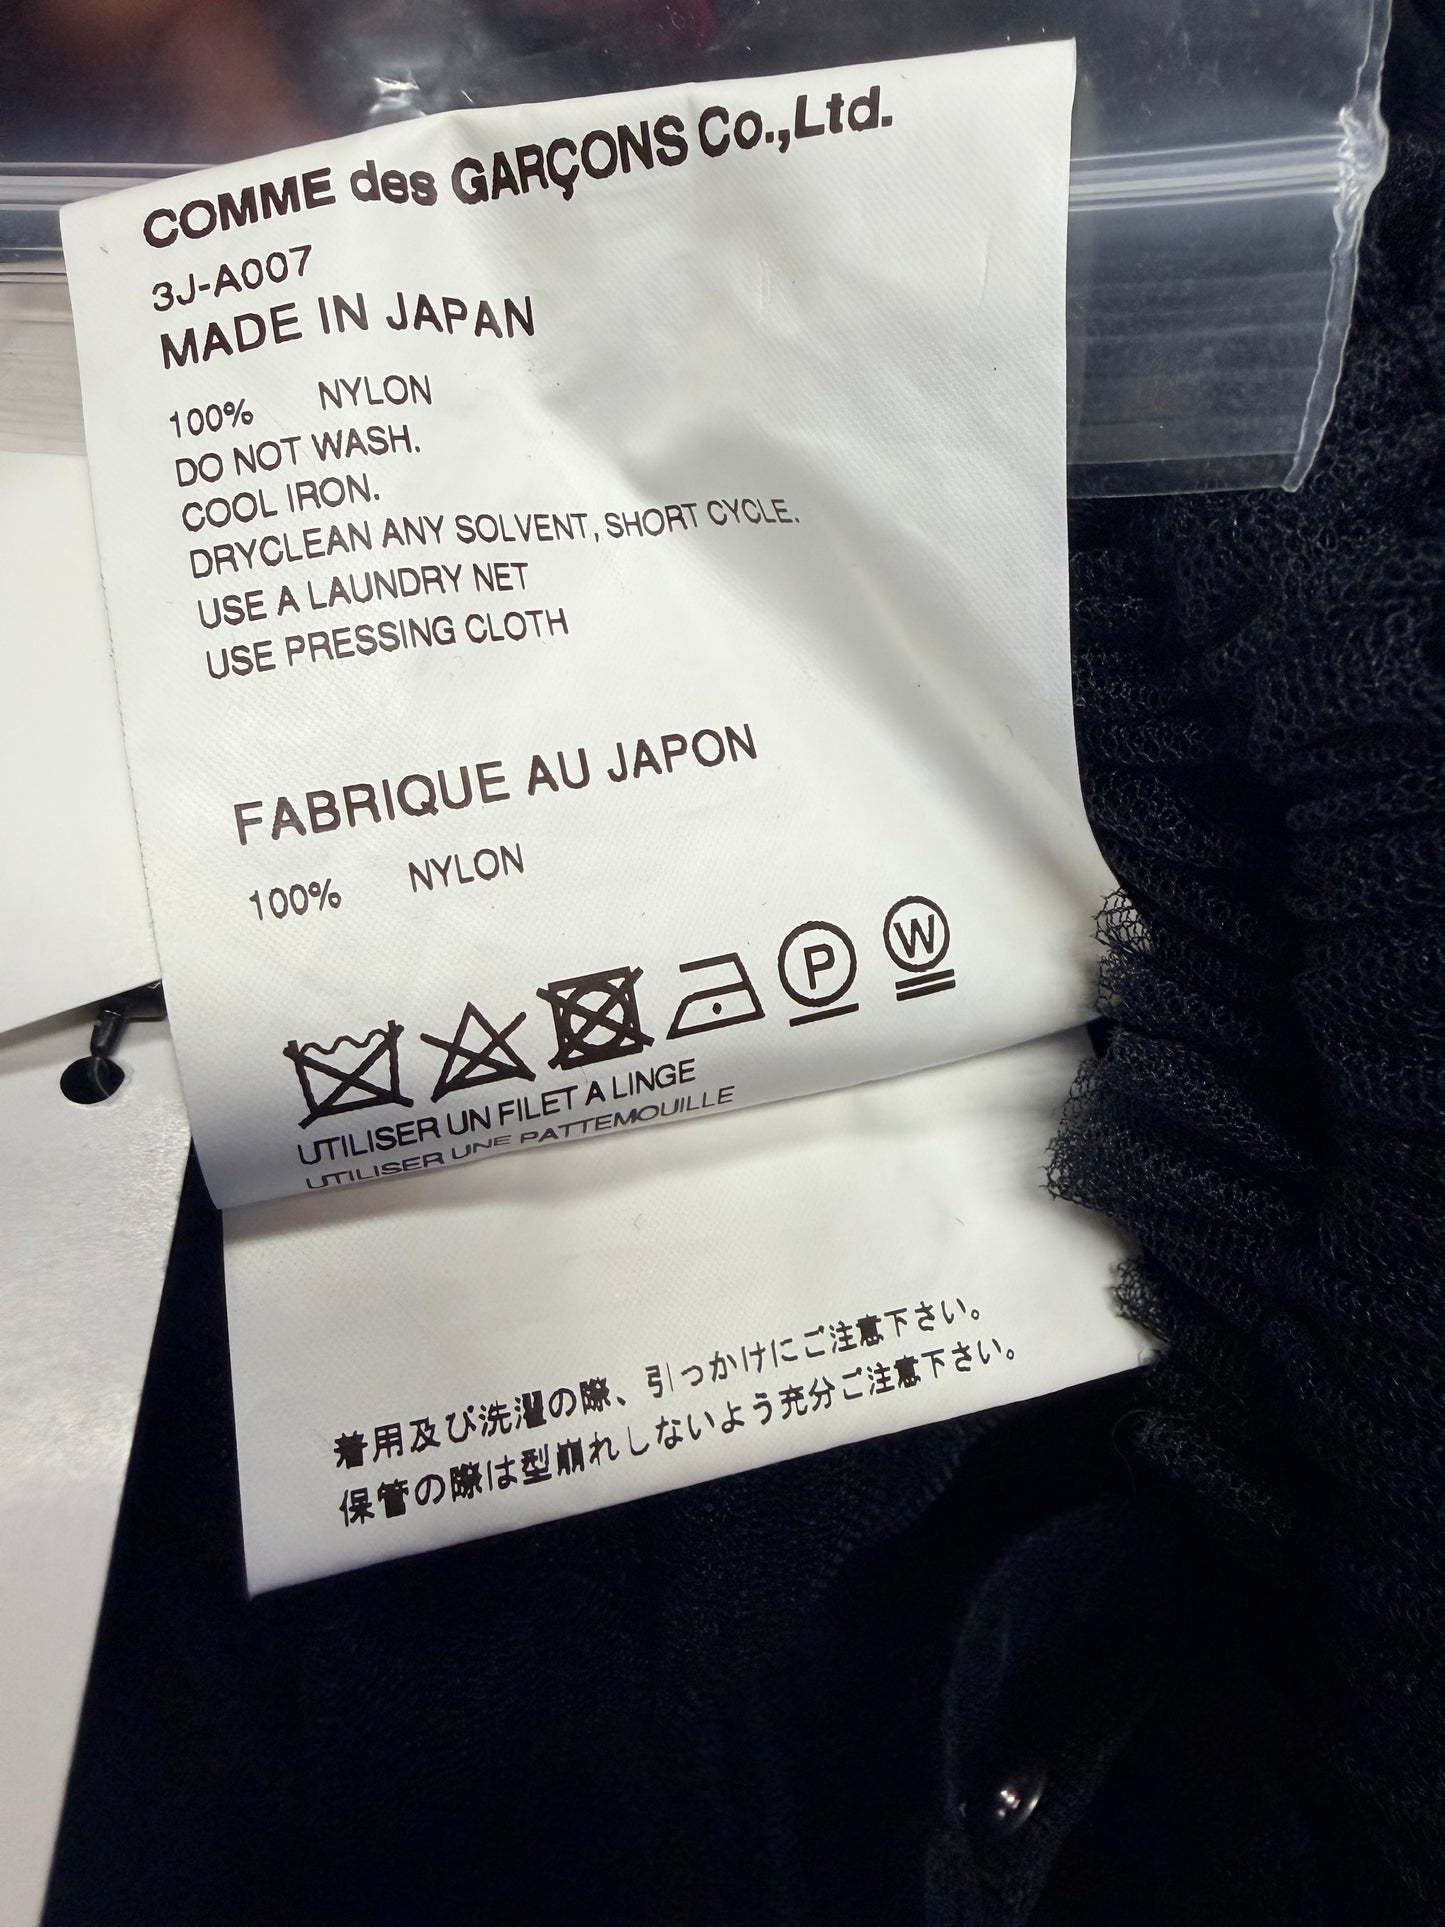 COMME des GARÇONS Co.,Ltd.
3J-A007
MADE IN JAPAN
100% NYLON
DO NOT WASH.
COOL IRON.
DRYCLEAN ANY SOLVENT, SHORT CYCLE.
USE A LAUNDRY NET
USE PRESSING CLOTH
FABRIQUE AU JAPON
100% NYLON
P W
UTILISER UN FILET A LINGE
UTILISER UNE PATTEMOUILLE
着用及び洗濯の際、引っかけにご注意下さい。
保管の際は型崩れしないよう充分ご注意下さい。